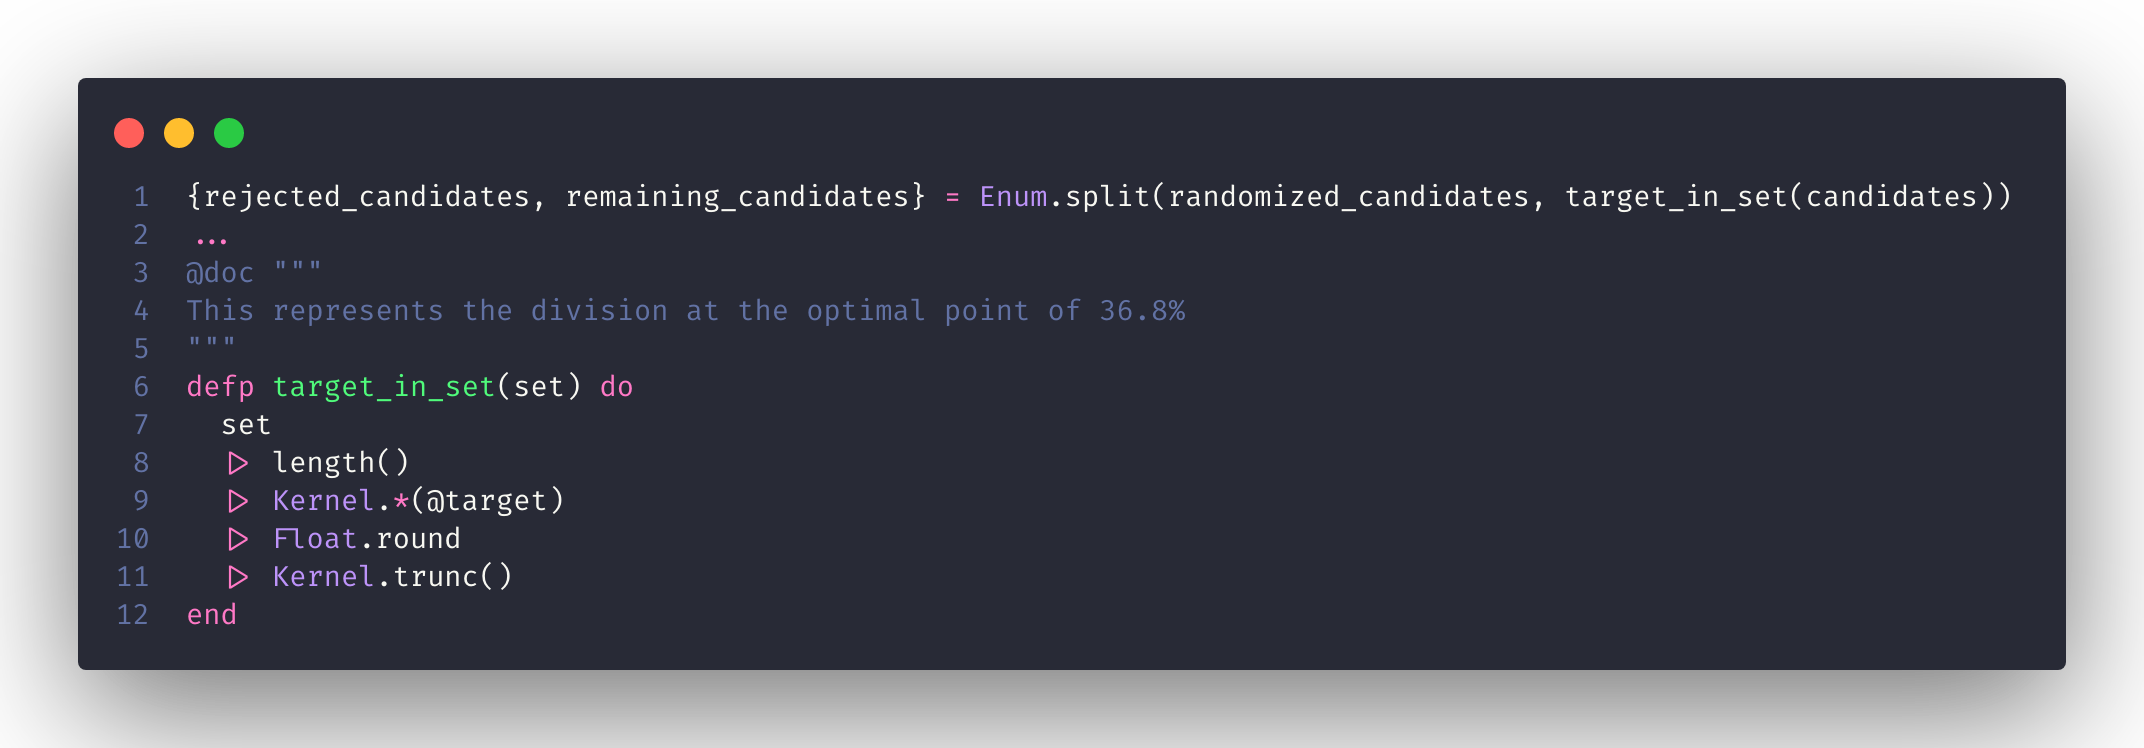 1 {rejected_candidates, remaining_candidates} = Enum.split(randomized_candidates, target_in_set(candidates))
2 ...
3 @doc """
4 This represents the division at the optimal point of 36.8%
5 """
6 defp target_in_set(set) do
7   set
8   |> length()
9   |> Kernel.*(@target)
10   |> Float.round
11   |> Kernel.trunc()
12 end